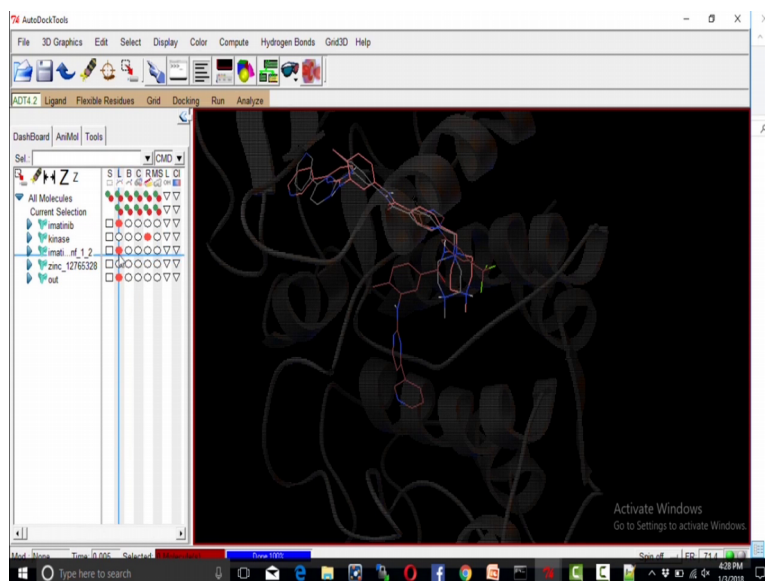 AutoDockTools
File 3D Graphics Edit Select Display Color Compute Hydrogen Bonds Grid3D Help
ADT4.2 Ligand Flexible Residues Grid Docking Run Analyze
DashBoard AniMol Tools
Sel.: CMD
Z Z S L B C R MS L Cl
All Molecules
Current Selection
imatinib
kinase
imati...nf_1_2
zinc_12765328
out
Activate Windows
Go to Settings to activate Windows.
Mod.: None Time: 0.005 Selected: Done 100% Spin off FR: 71.4
Type here to search
4:28 PM
1/3/2018